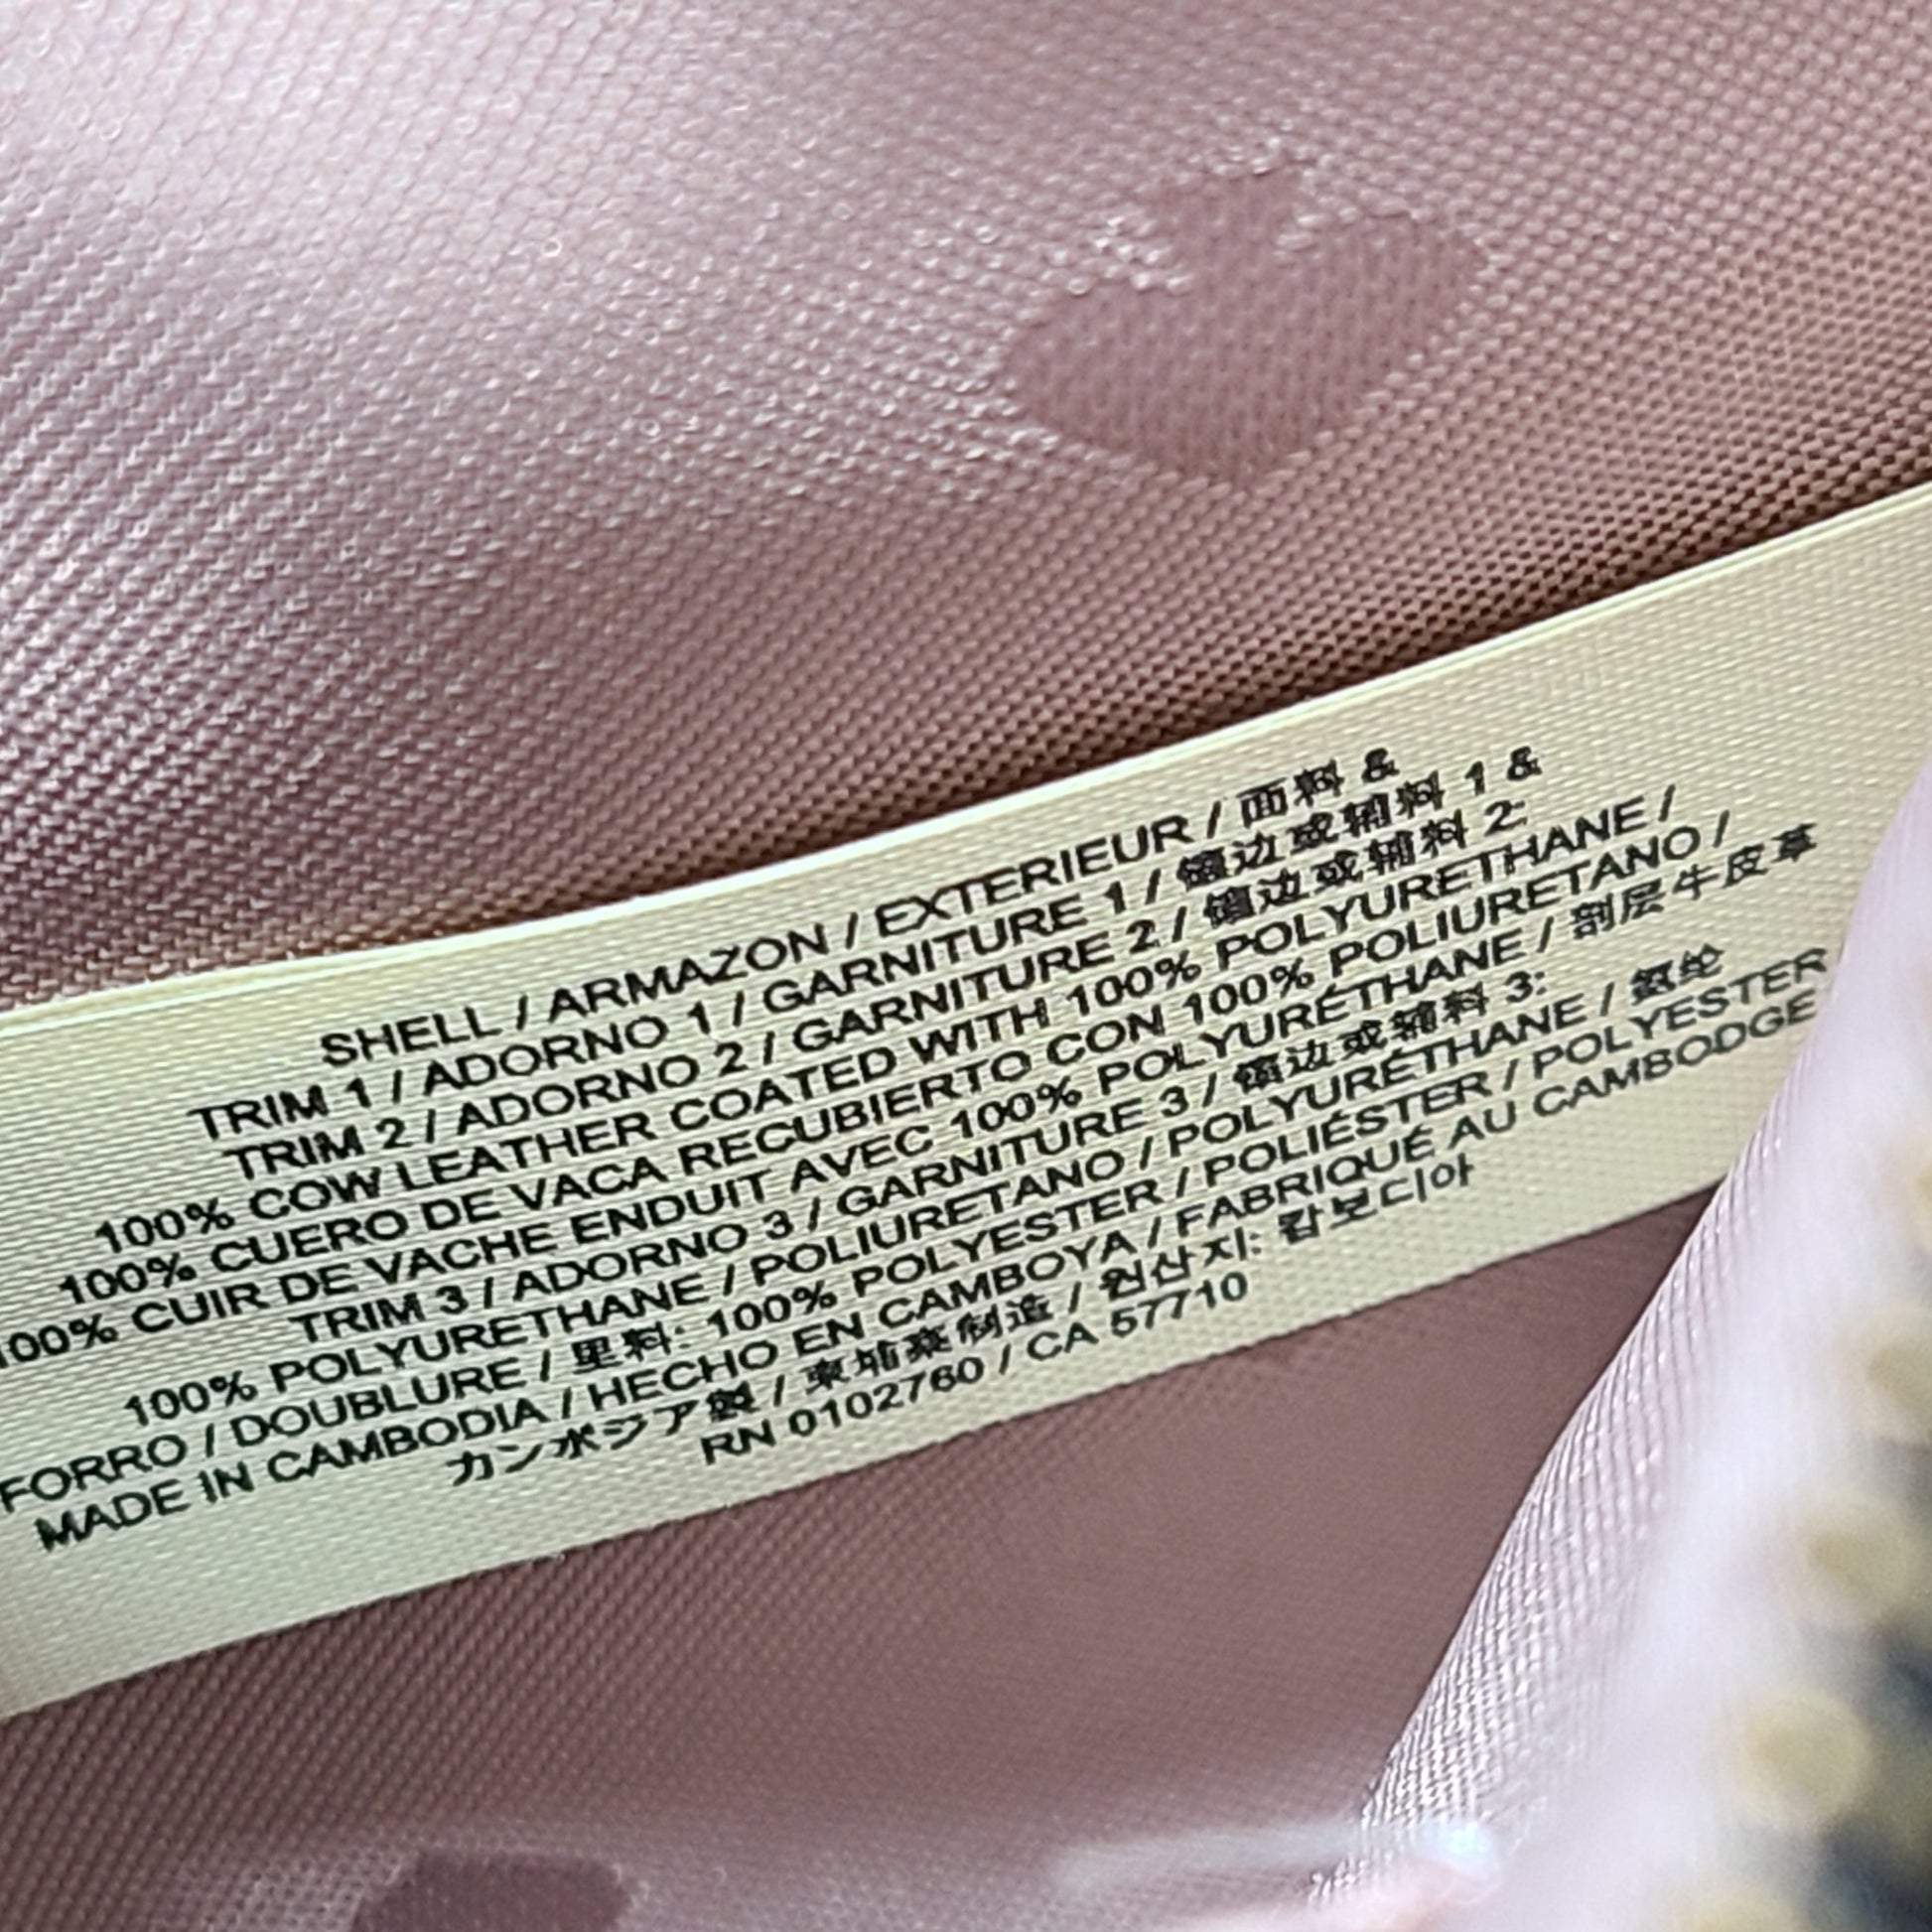 SHELL / ARMAZON / EXTERIEUR / 面料 &
TRIM 1 / ADORNO 1 / GARNITURE 1 / 镶边或辅料 1 &
TRIM 2 / ADORNO 2 / GARNITURE 2 / 镶边或辅料 2:
100% COW LEATHER COATED WITH 100% POLYURETHANE /
100% CUERO DE VACA RECUBIERTO CON 100% POLIURETANO /
100% CUIR DE VACHE ENDUIT AVEC 100% POLYURÉTHANE / 剖层牛皮革
TRIM 3 / ADORNO 3 / GARNITURE 3 / 镶边或辅料 3:
100% POLYURETHANE / POLIURETANO / POLYURÉTHANE / 氨纶
FORRO / DOUBLURE / 里料: 100% POLYESTER / POLIÉSTER / POLYESTER
MADE IN CAMBODIA / HECHO EN CAMBOYA / FABRIQUÉ AU CAMBODGE
カンボジア製 / 柬埔寨制造 / 원산지: 캄보디아
RN 0102760 / CA 57710